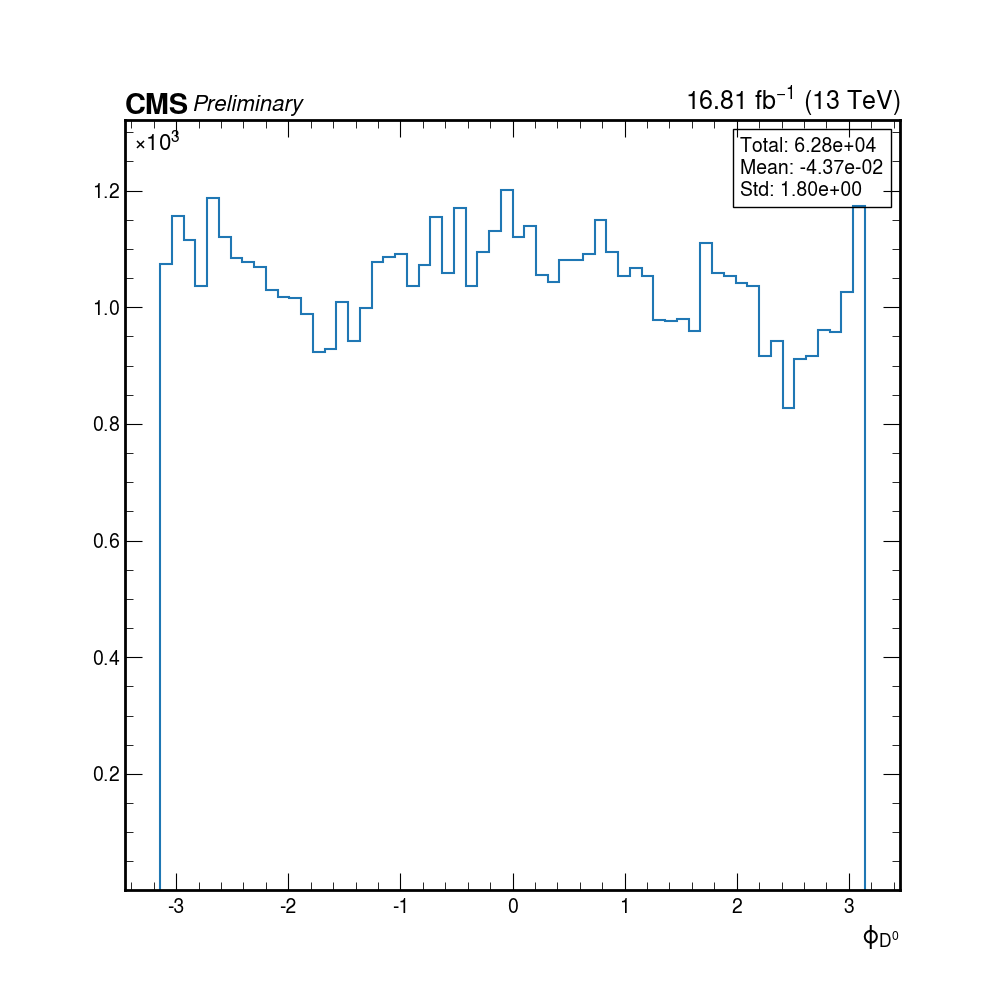 CMS Preliminary 16.81 fb⁻¹ (13 TeV)
×10³
Total: 6.28e+04
Mean: -4.37e-02
Std: 1.80e+00
1.2
1.0
0.8
0.6
0.4
0.2
-3 -2 -1 0 1 2 3
ϕ_D⁰